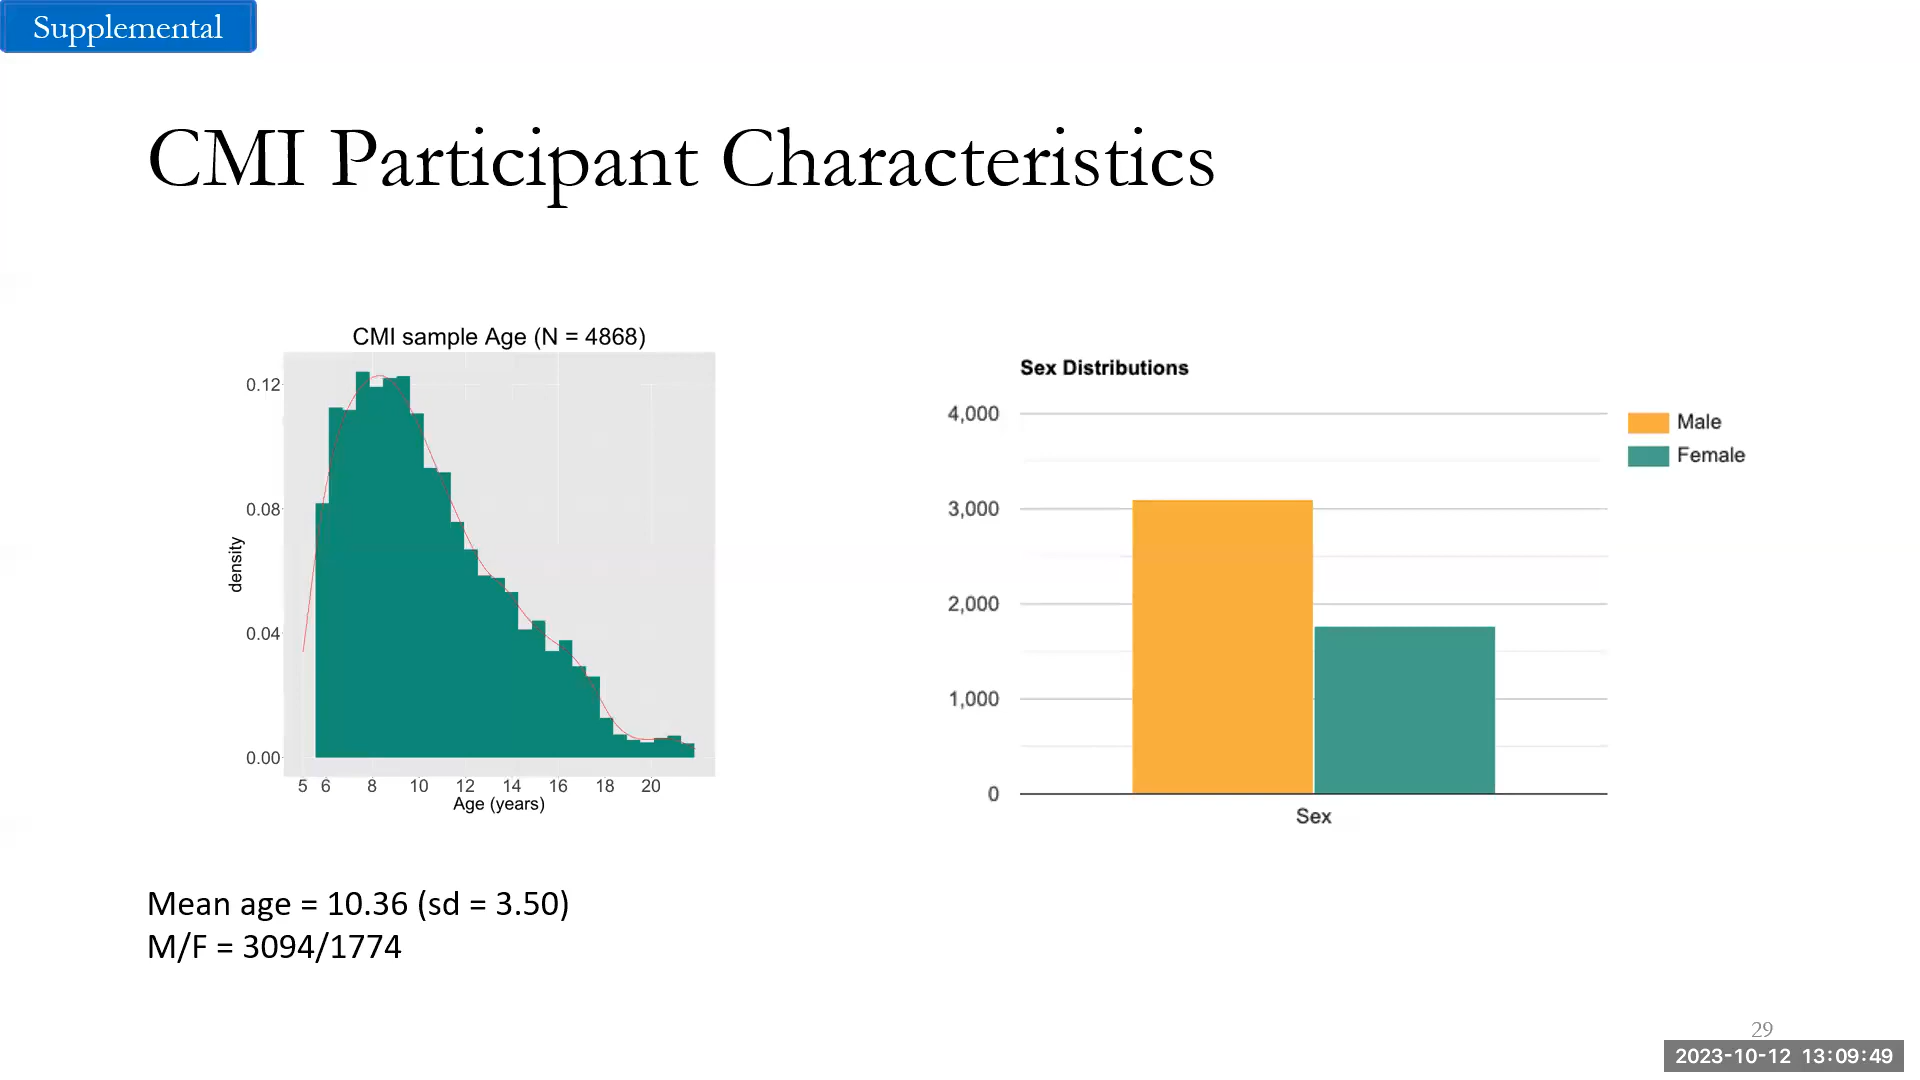 Supplemental
CMI Participant Characteristics
CMI sample Age (N = 4868)
0.12
0.08
0.04
0.00
density
5 6 8 10 12 14 16 18 20
Age (years)
Sex Distributions
4,000
3,000
2,000
1,000
0
Sex
Male
Female
Mean age = 10.36 (sd = 3.50)
M/F = 3094/1774
29
2023-10-12 13:09:49